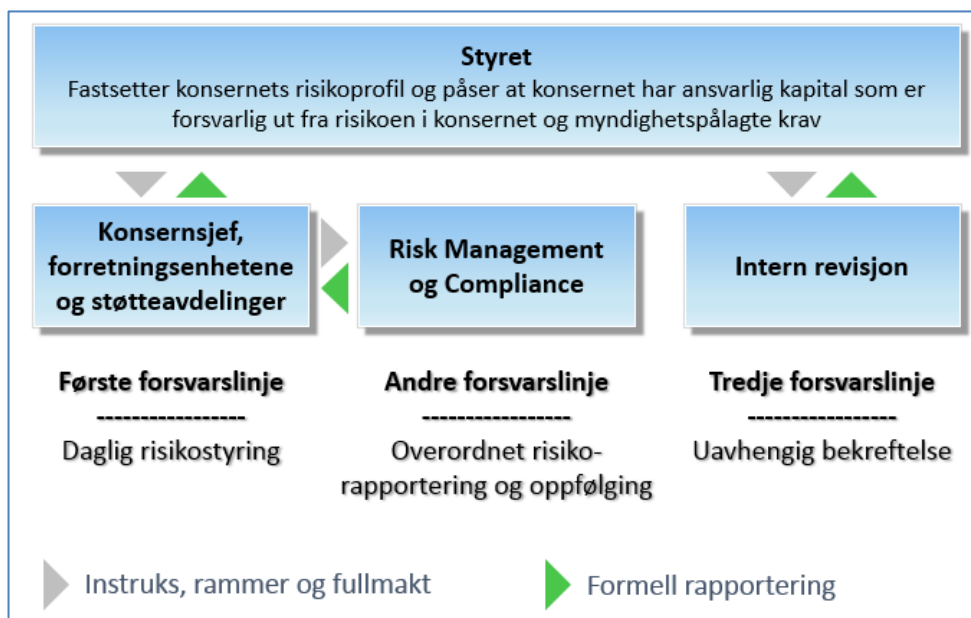 Styret
Fastsetter konsernets risikoprofil og påser at konsernet har ansvarlig kapital som er
forsvarlig ut fra risikoen i konsernet og myndighetspålagte krav
Konsernsjef,
forretningsenhetene
og støtteavdelinger
Risk Management
og Compliance
Intern revisjon
Første forsvarslinje
-----------------
Daglig risikostyring
Andre forsvarslinje
-----------------
Overordnet risiko-
rapportering og oppfølging
Tredje forsvarslinje
-----------------
Uavhengig bekreftelse
Instruks, rammer og fullmakt
Formell rapportering